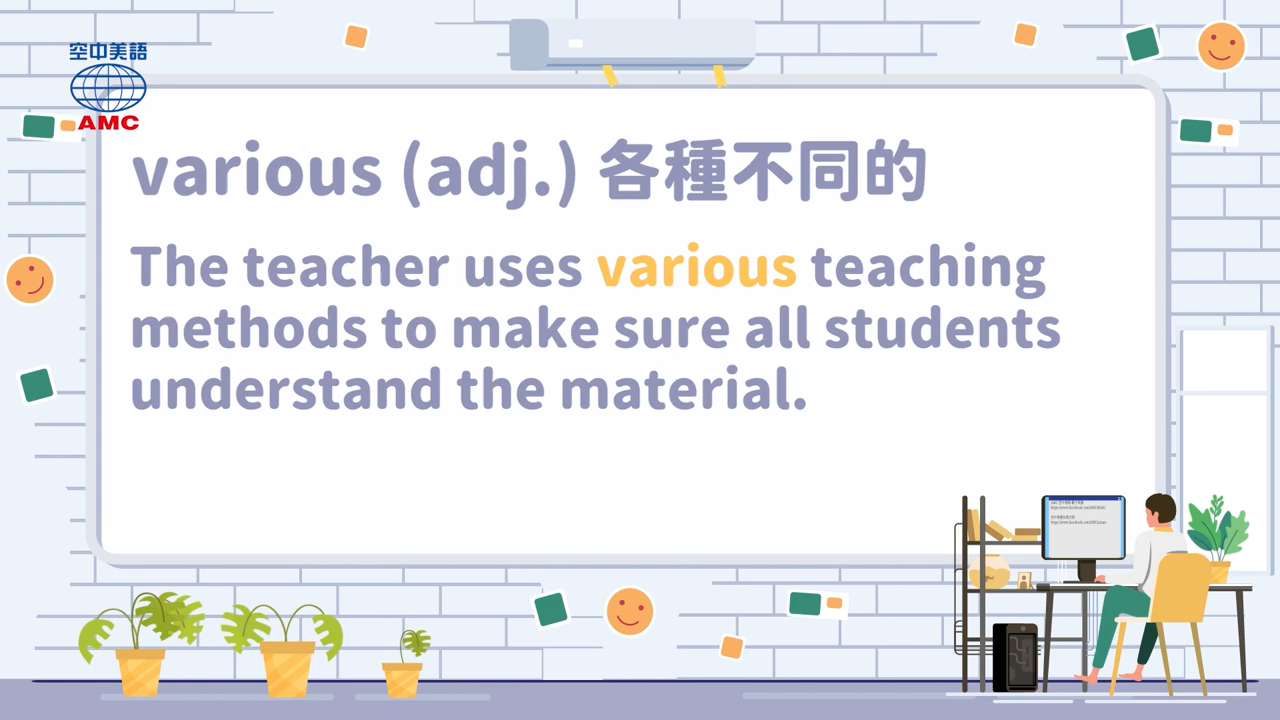 空中美語
AMC
various (adj.) 各種不同的
The teacher uses various teaching
methods to make sure all students
understand the material.